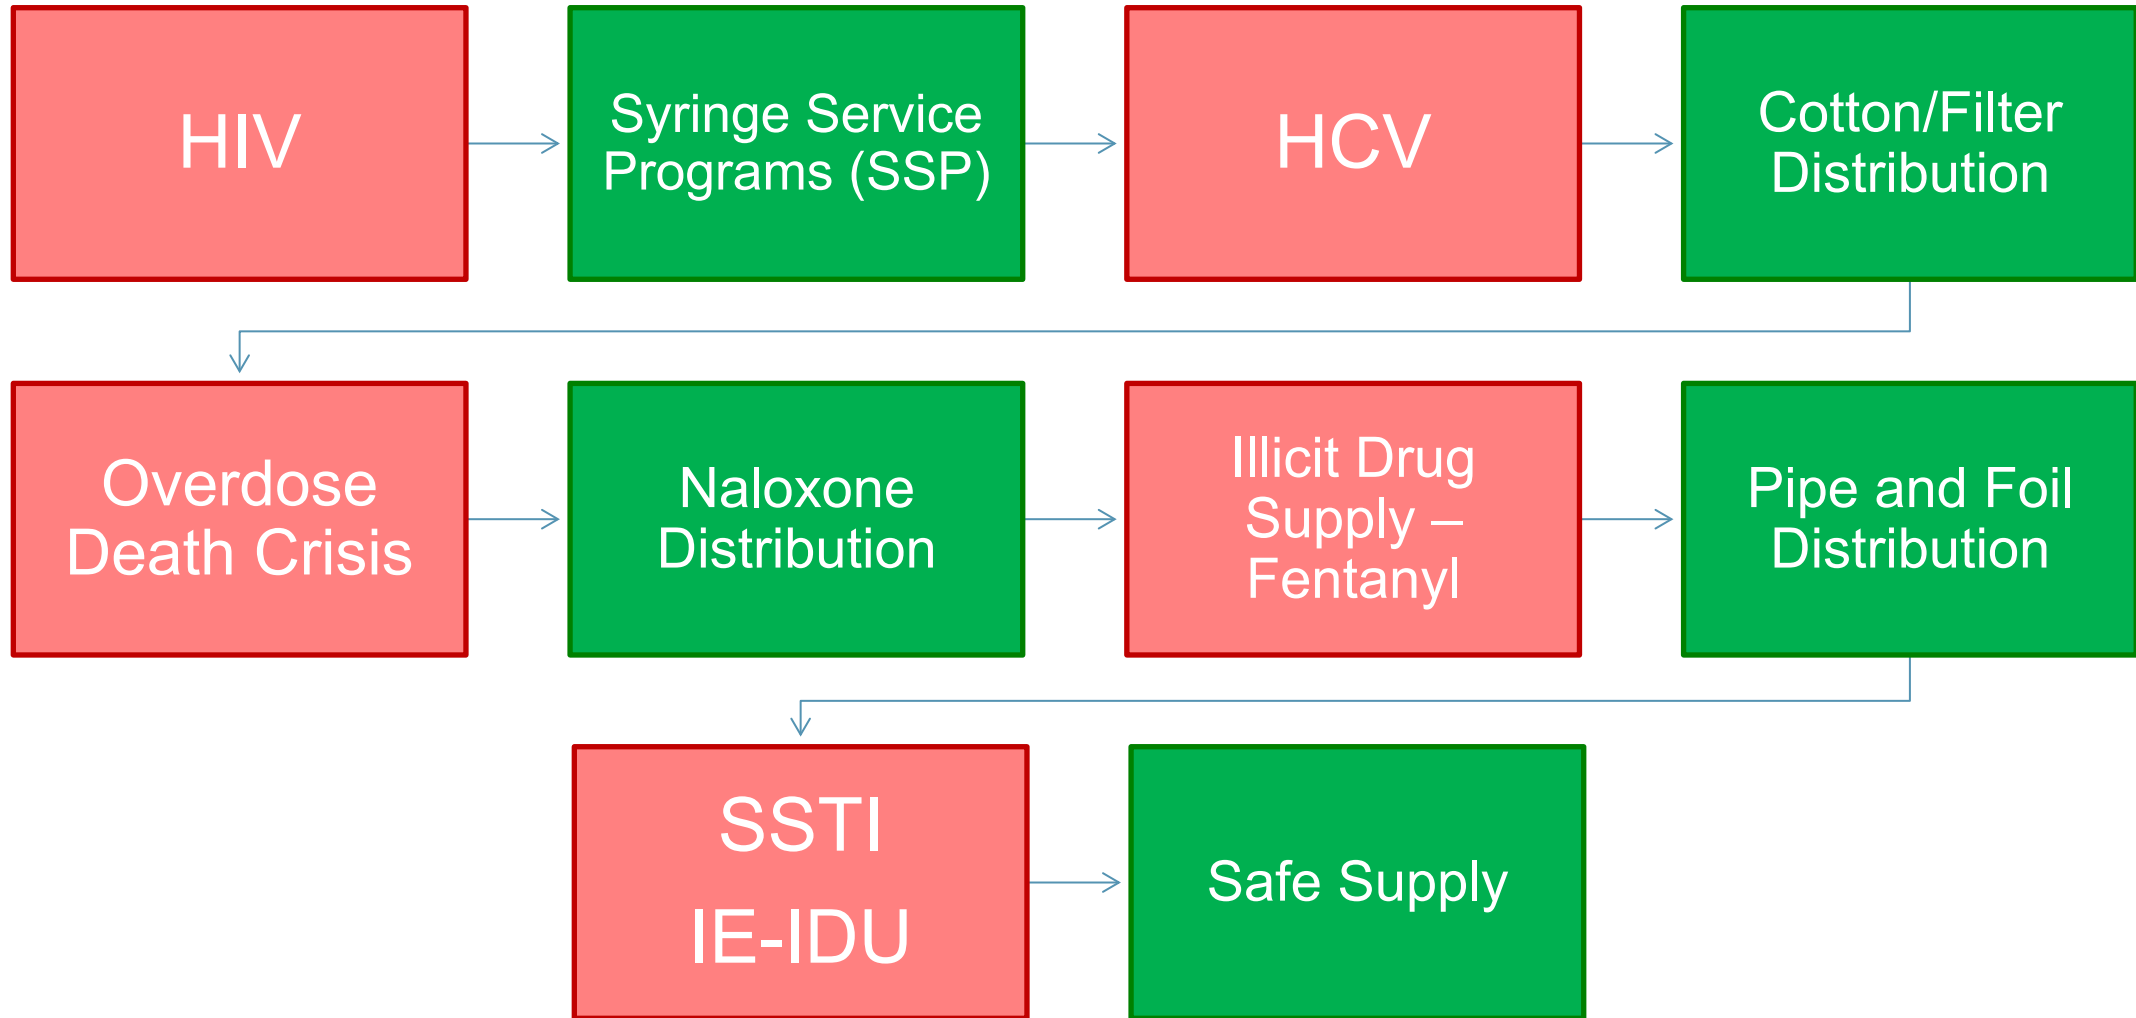 HIV
Syringe Service
Programs (SSP)
HCV
Cotton/Filter
Distribution
Overdose
Death Crisis
Naloxone
Distribution
Illicit Drug
Supply –
Fentanyl
Pipe and Foil
Distribution
SSTI
IE-IDU
Safe Supply